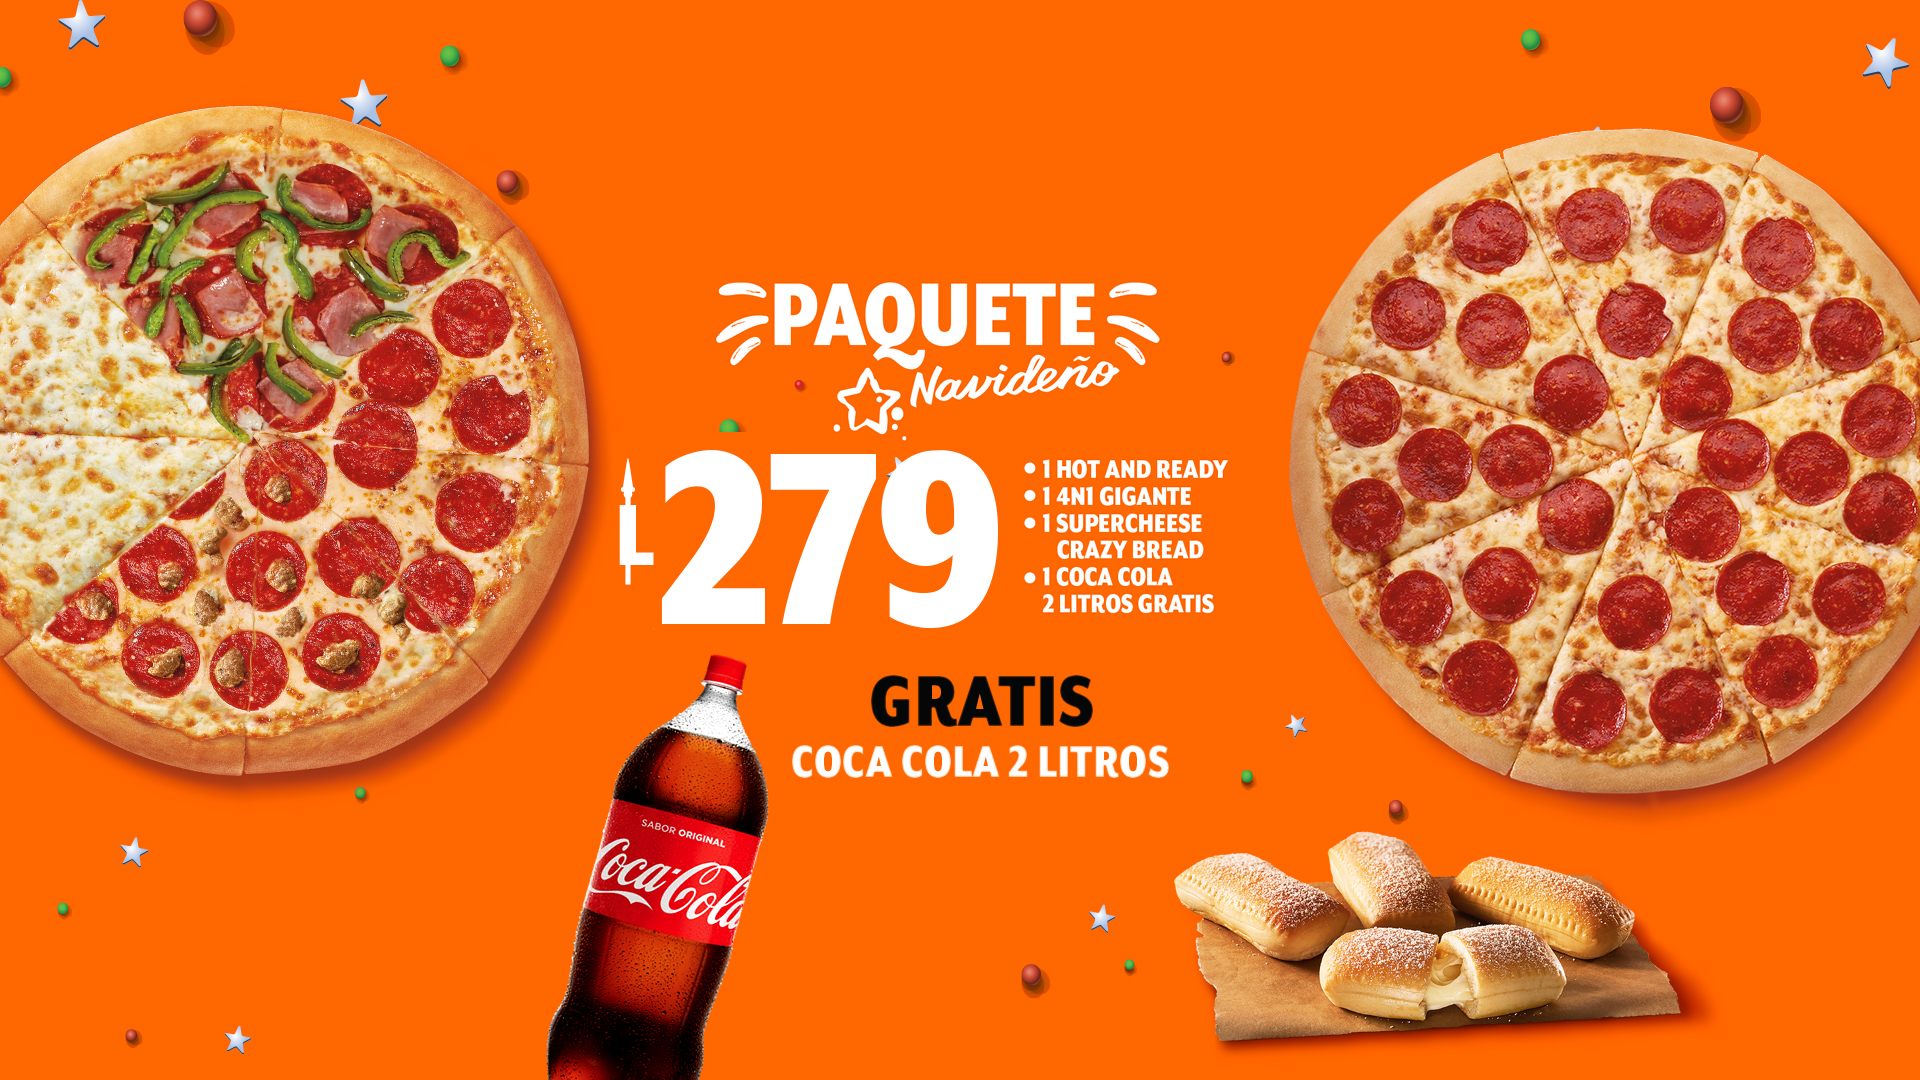 PAQUETE
Navideño
L279
• 1 HOT AND READY
• 1 4N1 GIGANTE
• 1 SUPERCHEESE
CRAZY BREAD
• 1 COCA COLA
2 LITROS GRATIS
GRATIS
COCA COLA 2 LITROS
SABOR ORIGINAL
Coca-Cola